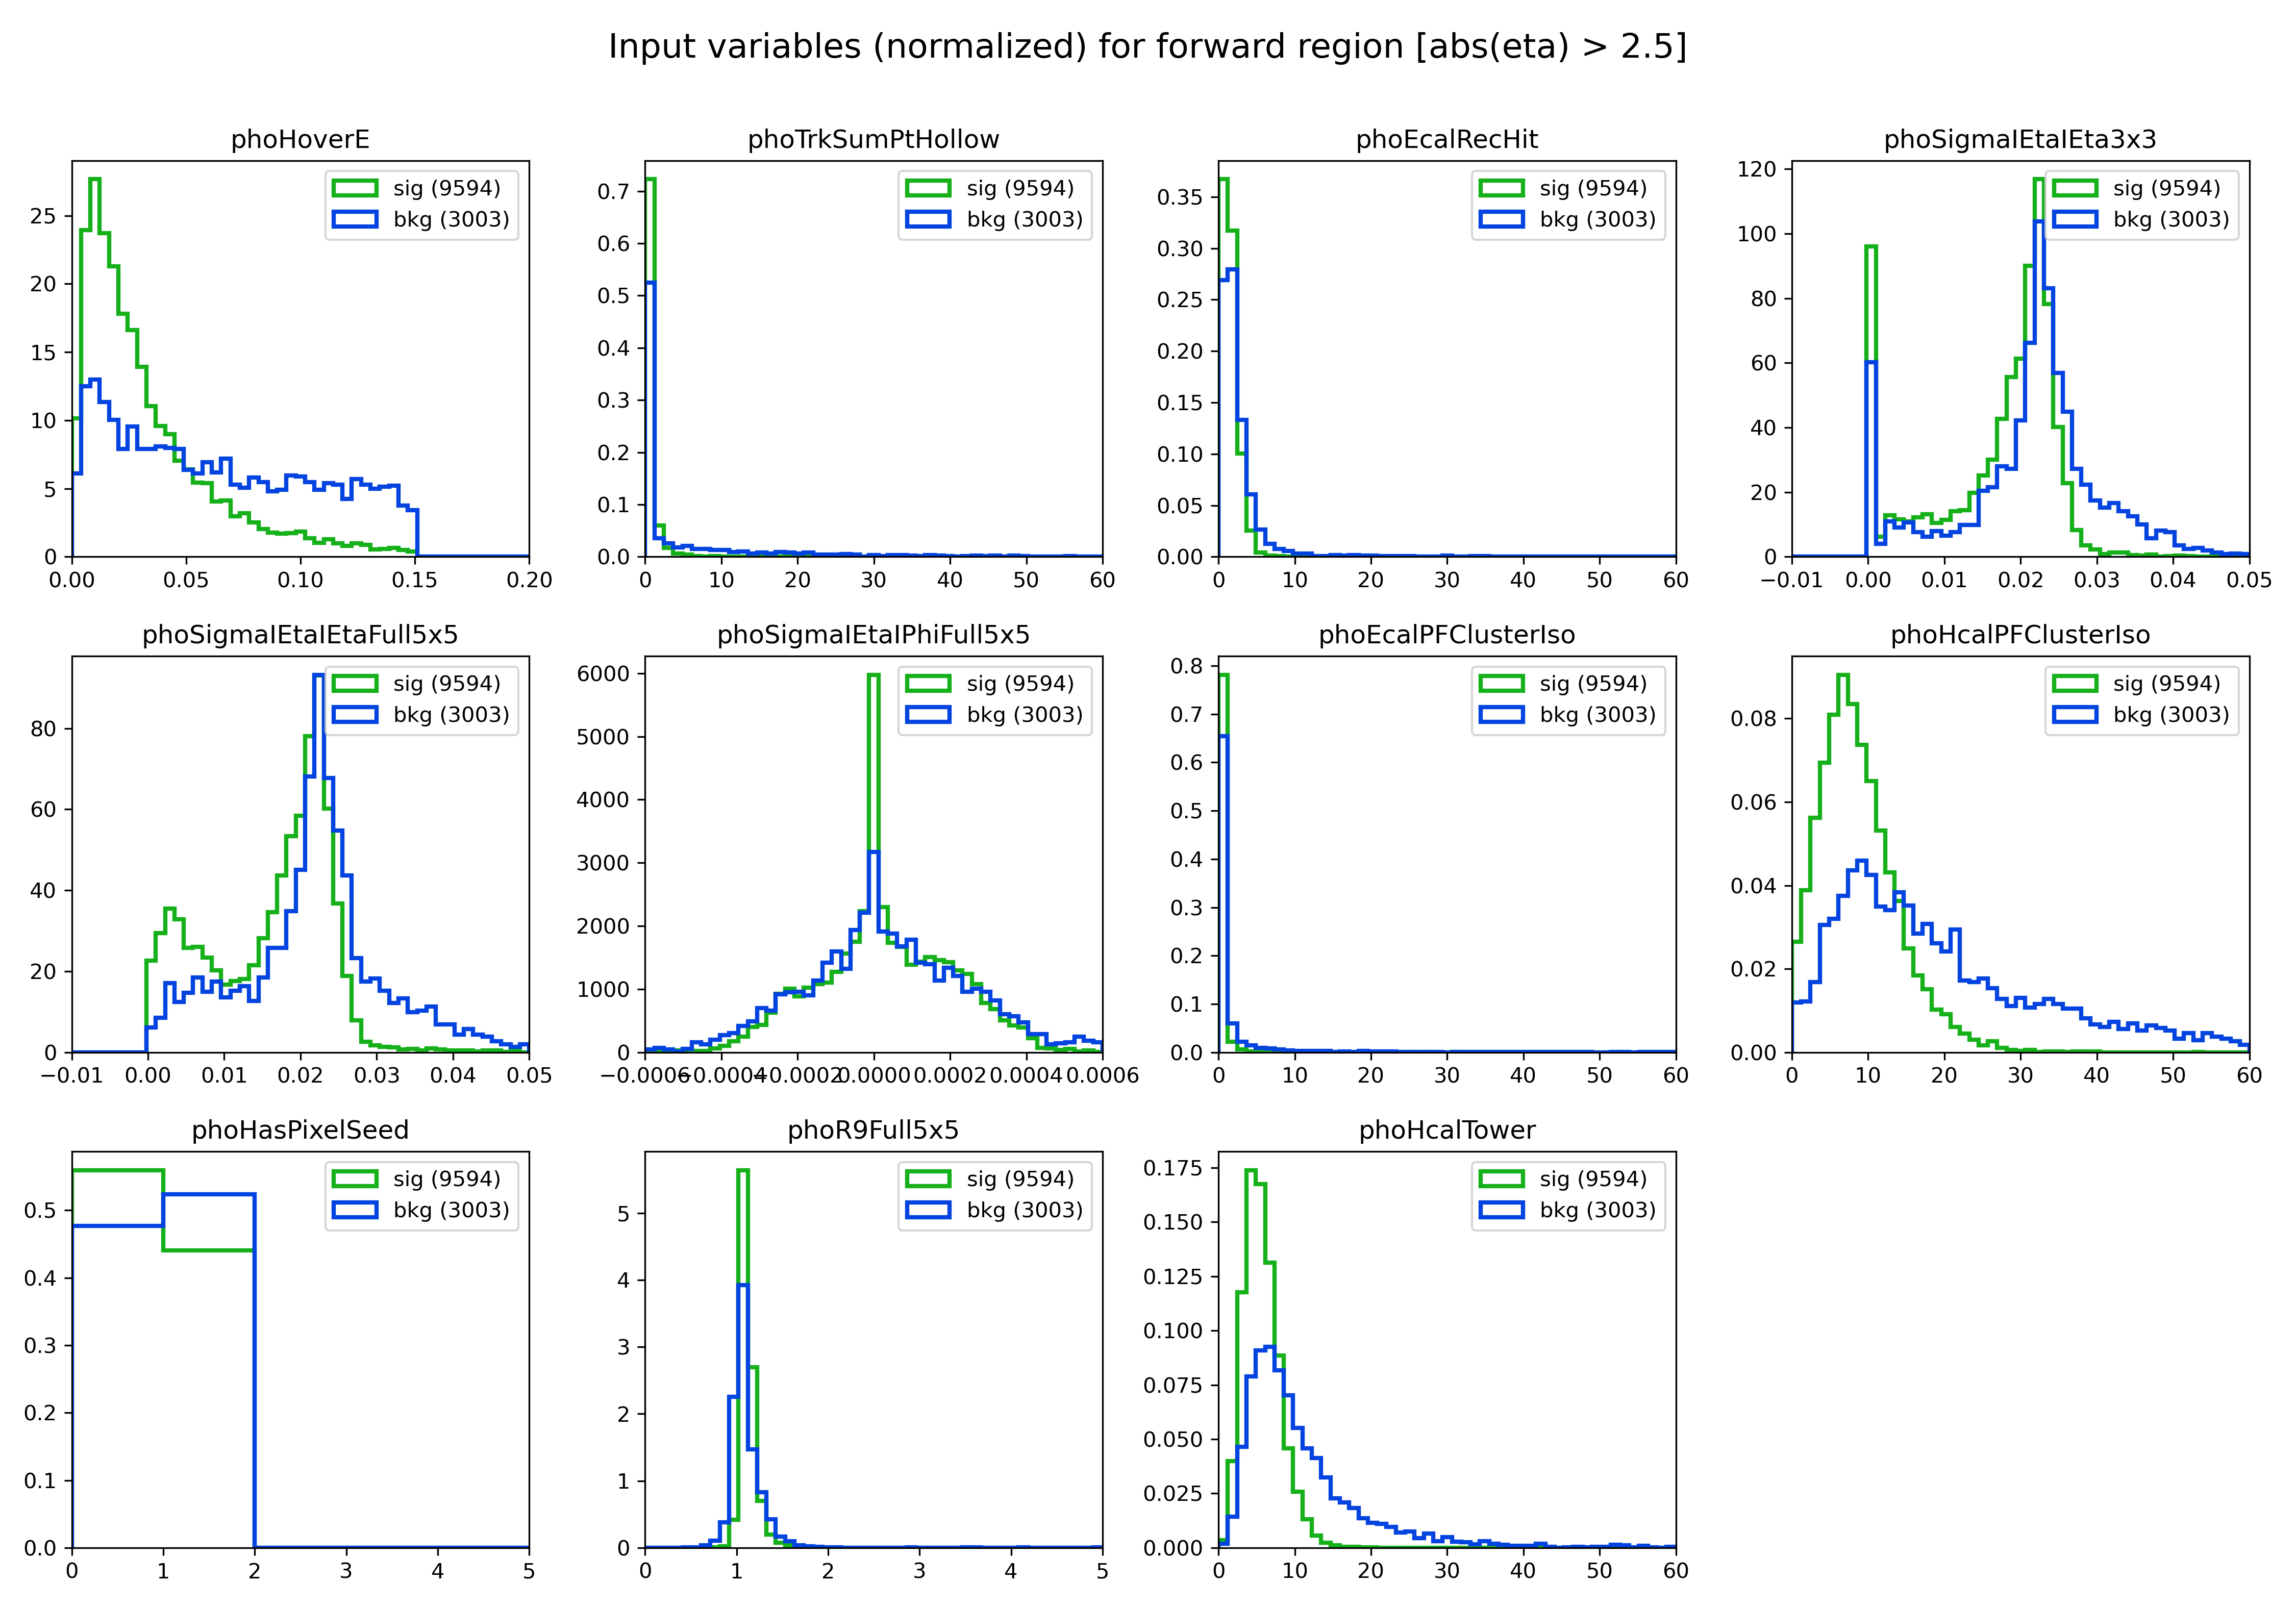 Input variables (normalized) for forward region [abs(eta) > 2.5]
phoHoverE
sig (9594)
bkg (3003)
25
20
15
10
5
0
0.00 0.05 0.10 0.15 0.20
phoTrkSumPtHollow
sig (9594)
bkg (3003)
0.7
0.6
0.5
0.4
0.3
0.2
0.1
0.0
0 10 20 30 40 50 60
phoEcalRecHit
sig (9594)
bkg (3003)
0.35
0.30
0.25
0.20
0.15
0.10
0.05
0.00
0 10 20 30 40 50 60
phoSigmaIEtaIEta3x3
sig (9594)
bkg (3003)
120
100
80
60
40
20
0
−0.01 0.00 0.01 0.02 0.03 0.04 0.05
phoSigmaIEtaIEtaFull5x5
sig (9594)
bkg (3003)
80
60
40
20
0
−0.01 0.00 0.01 0.02 0.03 0.04 0.05
phoSigmaIEtaIPhiFull5x5
sig (9594)
bkg (3003)
6000
5000
4000
3000
2000
1000
0
−0.0006 −0.0004 −0.0002 0.0000 0.0002 0.0004 0.0006
phoEcalPFClusterIso
sig (9594)
bkg (3003)
0.8
0.7
0.6
0.5
0.4
0.3
0.2
0.1
0.0
0 10 20 30 40 50 60
phoHcalPFClusterIso
sig (9594)
bkg (3003)
0.08
0.06
0.04
0.02
0.00
0 10 20 30 40 50 60
phoHasPixelSeed
sig (9594)
bkg (3003)
0.5
0.4
0.3
0.2
0.1
0.0
0 1 2 3 4 5
phoR9Full5x5
sig (9594)
bkg (3003)
5
4
3
2
1
0
0 1 2 3 4 5
phoHcalTower
sig (9594)
bkg (3003)
0.175
0.150
0.125
0.100
0.075
0.050
0.025
0.000
0 10 20 30 40 50 60